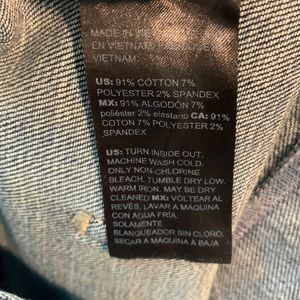 MADE IN
EN VIETNAM
VIETNAM
US: 91% COTTON 7%
POLYESTER 2% SPANDEX
MX: 91% ALGODÓN 7%
poliéster 2% elastano CA: 91%
COTON 7% POLYESTER 2%
SPANDEX
US: TURN INSIDE OUT.
MACHINE WASH COLD.
ONLY NON-CHLORINE
BLEACH. TUMBLE DRY LOW.
WARM IRON. MAY BE DRY
CLEANED MX: VOLTEAR AL
REVÉS, LAVAR A MÁQUINA
CON AGUA FRÍA.
SOLAMENTE
BLANQUEADOR SIN CLORO.
SECAR A MÁQUINA A BAJA